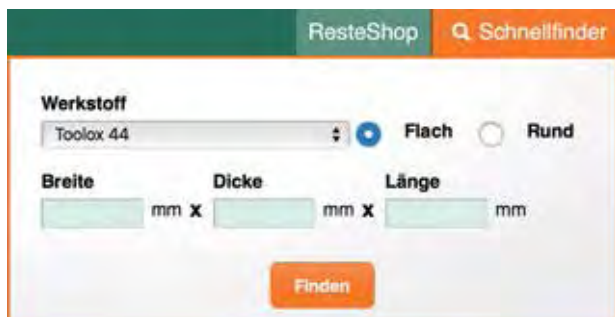 ResteShop Schnellfinder
Werkstoff
Toolox 44 Flach Rund
Breite Dicke Länge
mm x mm x mm
Finden